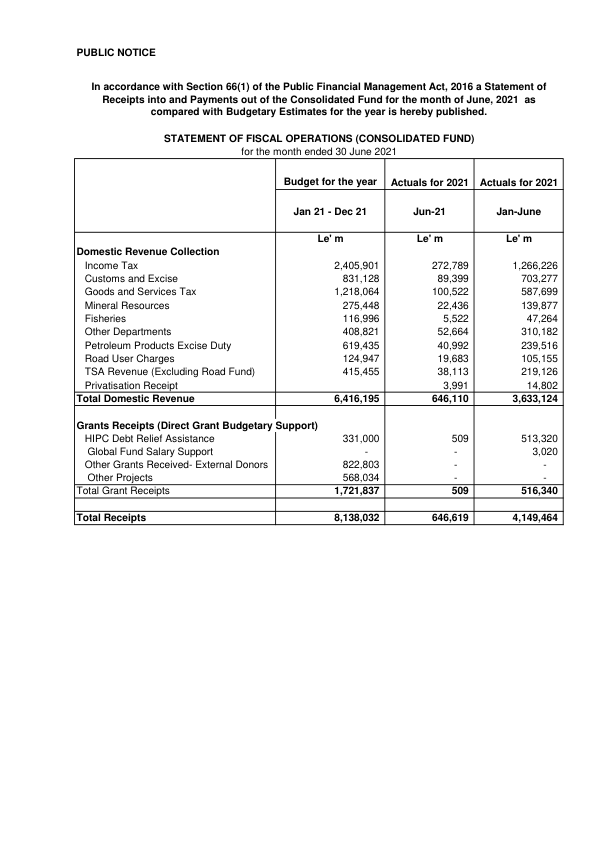 PUBLIC NOTICE
In accordance with Section 66(1) of the Public Financial Management Act, 2016 a Statement of
Receipts into and Payments out of the Consolidated Fund for the month of June, 2021 as
compared with Budgetary Estimates for the year is hereby published.
STATEMENT OF FISCAL OPERATIONS (CONSOLIDATED FUND)
for the month ended 30 June 2021
Budget for the year Actuals for 2021 Actuals for 2021
Jan 21 - Dec 21 Jun-21 Jan-June
Le' m Le' m Le' m
Domestic Revenue Collection
Income Tax 2,405,901 272,789 1,266,226
Customs and Excise 831,128 89,399 703,277
Goods and Services Tax 1,218,064 100,522 587,699
Mineral Resources 275,448 22,436 139,877
Fisheries 116,996 5,522 47,264
Other Departments 408,821 52,664 310,182
Petroleum Products Excise Duty 619,435 40,992 239,516
Road User Charges 124,947 19,683 105,155
TSA Revenue (Excluding Road Fund) 415,455 38,113 219,126
Privatisation Receipt 3,991 14,802
Total Domestic Revenue 6,416,195 646,110 3,633,124
Grants Receipts (Direct Grant Budgetary Support)
HIPC Debt Relief Assistance 331,000 509 513,320
Global Fund Salary Support - - 3,020
Other Grants Received- External Donors 822,803 - -
Other Projects 568,034 - -
Total Grant Receipts 1,721,837 509 516,340
Total Receipts 8,138,032 646,619 4,149,464